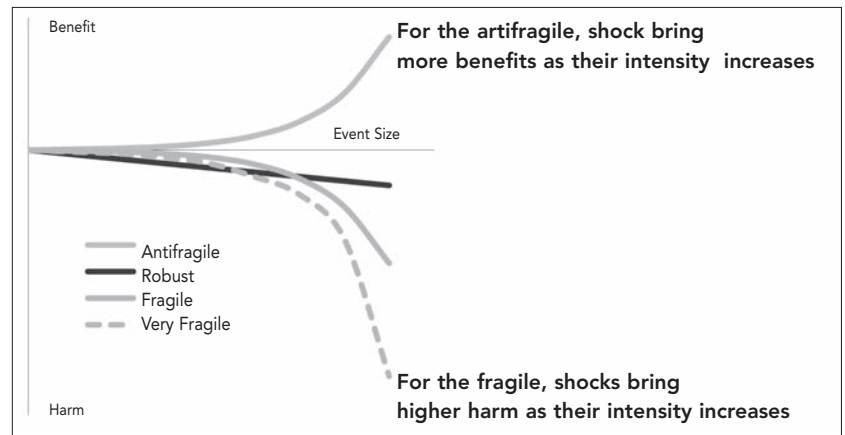 Benefit
For the artifragile, shock bring
more benefits as their intensity increases
Event Size
Antifragile
Robust
Fragile
Very Fragile
For the fragile, shocks bring
higher harm as their intensity increases
Harm